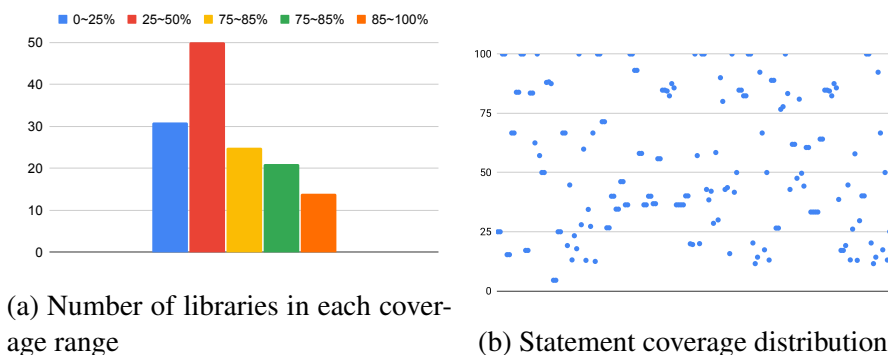 0~25% 25~50% 75~85% 75~85% 85~100%
50
40
30
20
10
0
(a) Number of libraries in each cover-
age range
100
75
50
25
0
(b) Statement coverage distribution